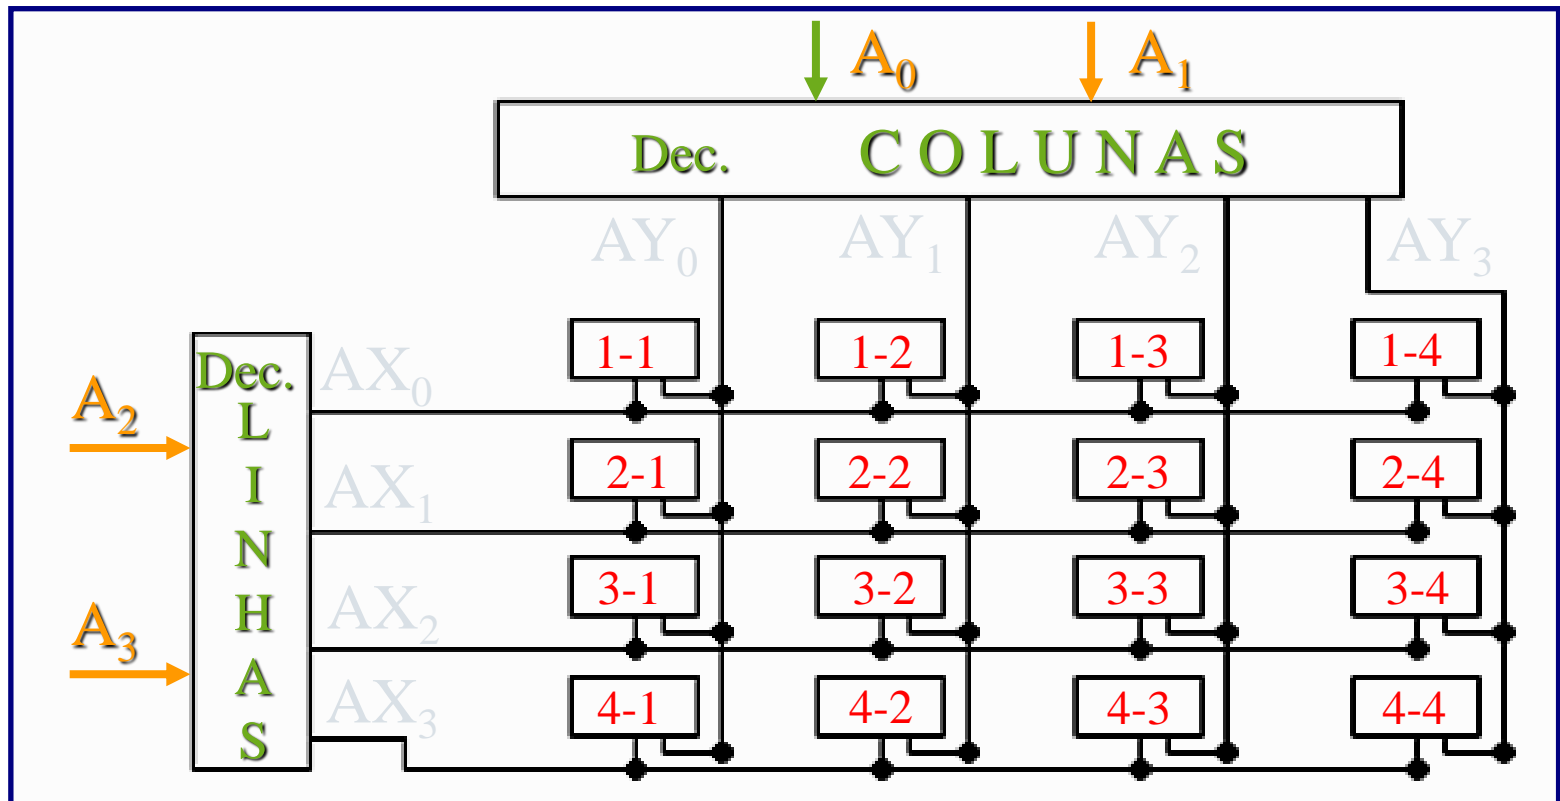 A0 A1
Dec. COLUNAS
AY0 AY1 AY2 AY3
Dec. LINHAS
A2
A3
AX0
1-1 1-2 1-3 1-4
AX1
2-1 2-2 2-3 2-4
AX2
3-1 3-2 3-3 3-4
AX3
4-1 4-2 4-3 4-4